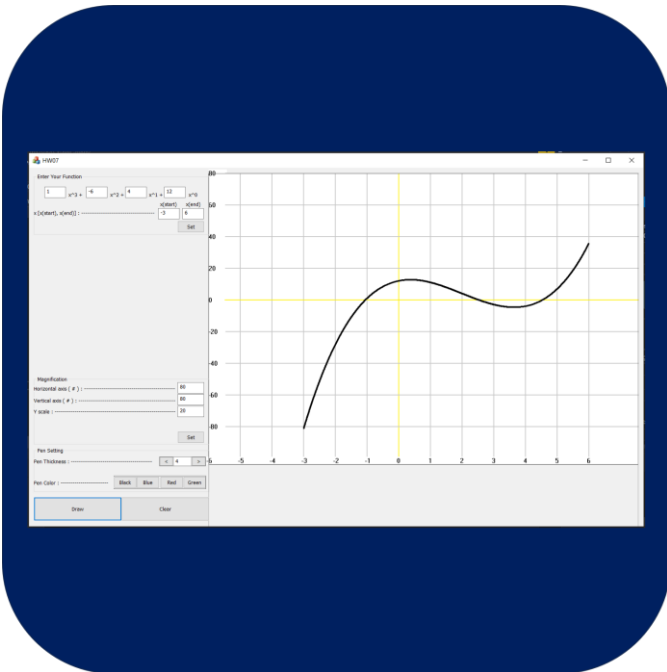 HW07
Enter Your Function
1 x^3 + -6 x^2 + 4 x^1 + 12 x^0
x(start) x(end)
x [x(start), x(end)] : -3 6
Set
Magnification
Horizontal axis ( # ) : 80
Vertical axis ( # ) : 80
Y scale : 20
Set
Pen Setting
Pen Thickness : < 4 >
Pen Color : Black Blue Red Green
Draw Clear
80
60
40
20
0
-20
-40
-60
-80
-6 -5 -4 -3 -2 -1 0 1 2 3 4 5 6